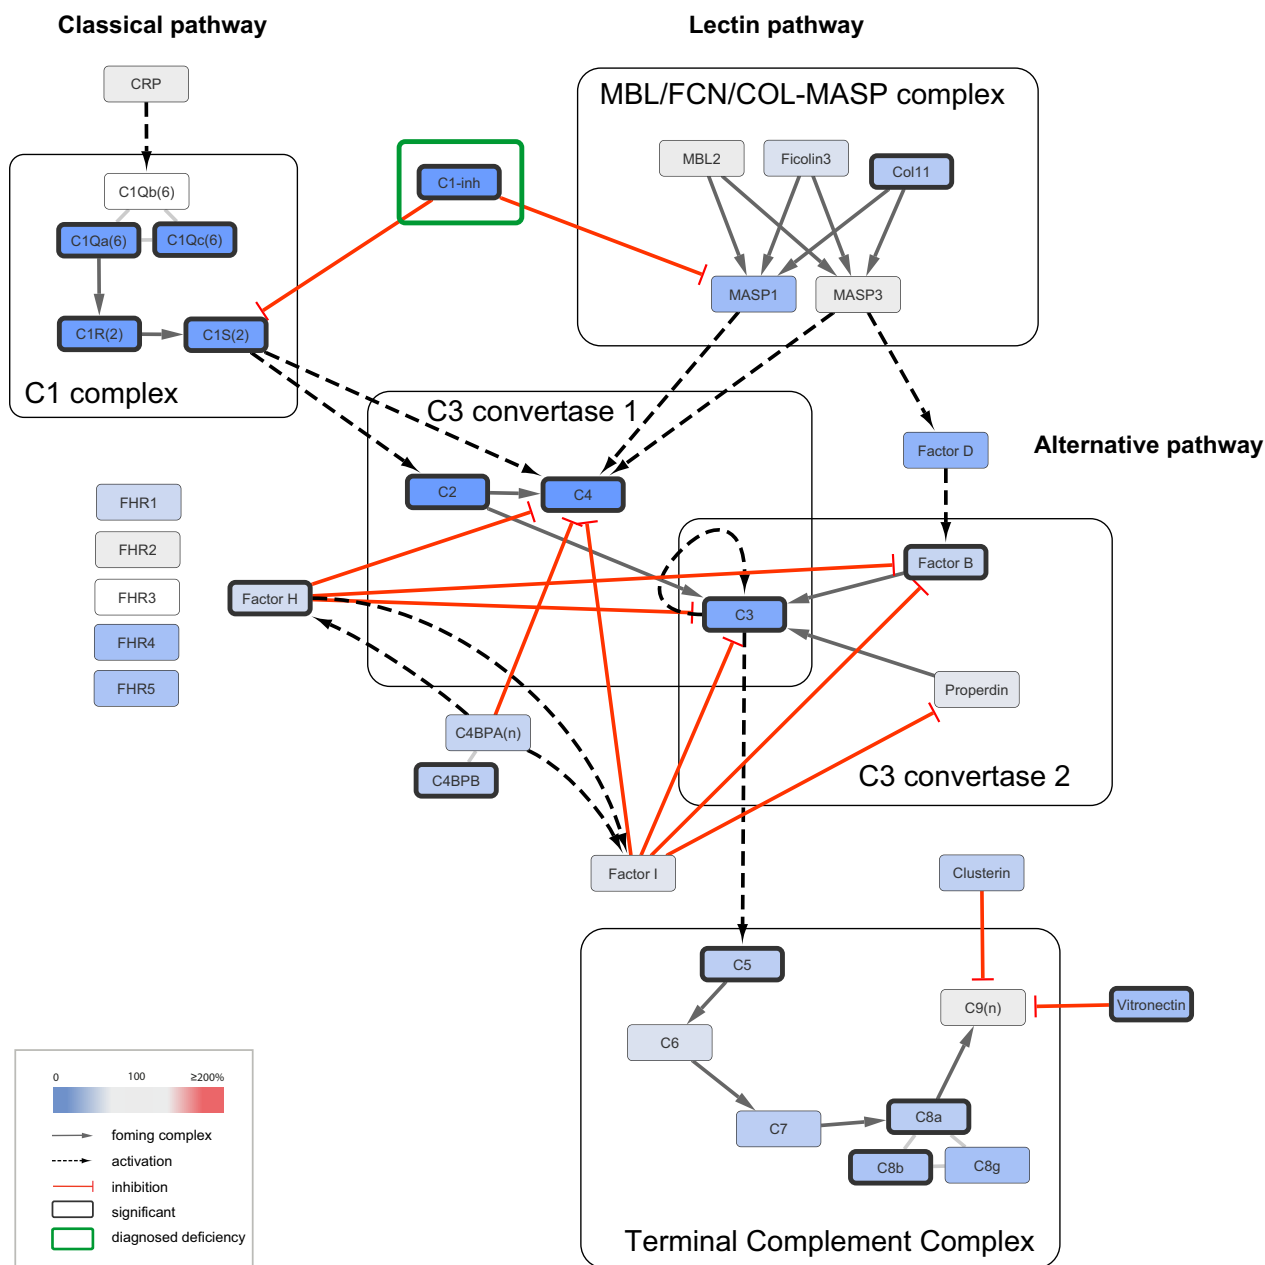 Classical pathway
Lectin pathway
CRP
MBL/FCN/COL-MASP complex
MBL2
Ficolin3
Col11
C1-inh
C1Qb(6)
C1Qa(6)
C1Qc(6)
MASP1
MASP3
C1R(2)
C1S(2)
C1 complex
C3 convertase 1
Factor D
Alternative pathway
C2
C4
FHR1
FHR2
FHR3
FHR4
FHR5
Factor H
Factor B
C3
Properdin
C4BPA(n)
C4BPB
C3 convertase 2
Factor I
Clusterin
C5
C9(n)
Vitronectin
C6
C7
C8a
C8b
C8g
Terminal Complement Complex
0 100 ≥200%
foming complex
activation
inhibition
significant
diagnosed deficiency